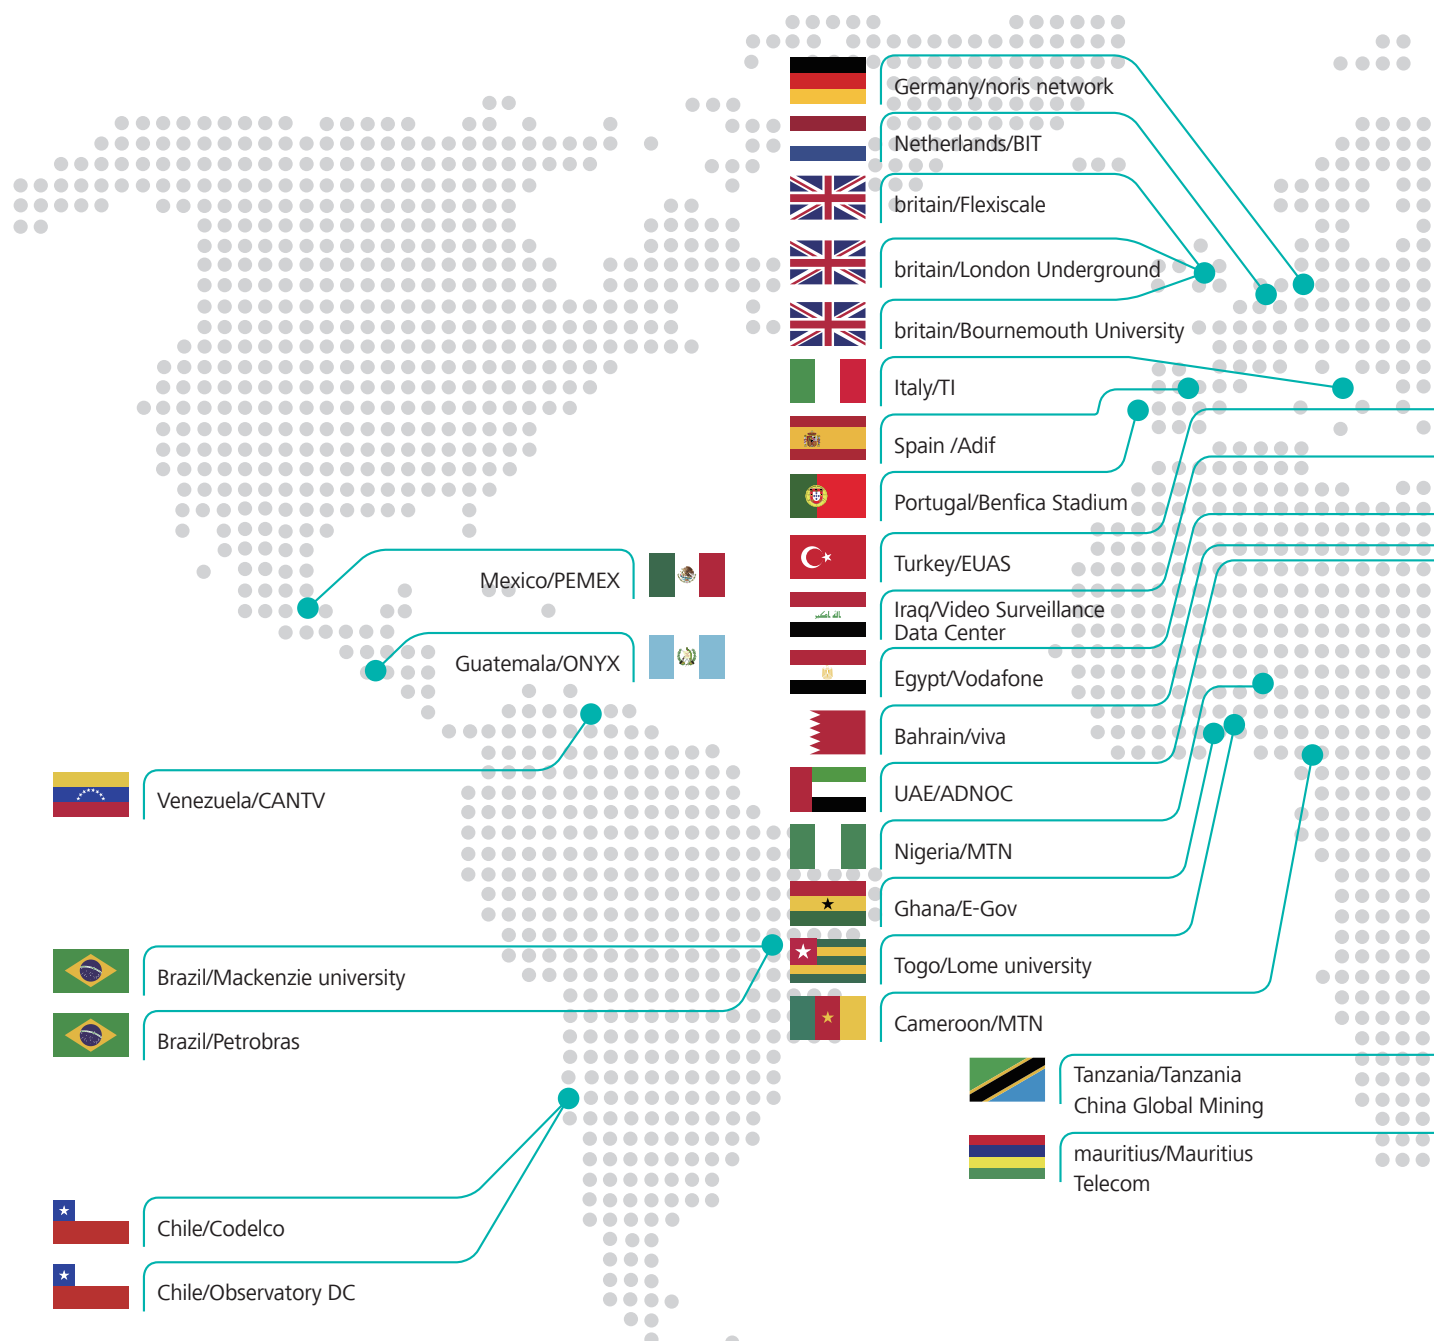 Germany/noris network
Netherlands/BIT
britain/Flexiscale
britain/London Underground
britain/Bournemouth University
Italy/TI
Spain /Adif
Portugal/Benfica Stadium
Turkey/EUAS
Iraq/Video Surveillance
Data Center
Egypt/Vodafone
Bahrain/viva
UAE/ADNOC
Nigeria/MTN
Ghana/E-Gov
Togo/Lome university
Cameroon/MTN
Tanzania/Tanzania
China Global Mining
mauritius/Mauritius
Telecom
Mexico/PEMEX
Guatemala/ONYX
Venezuela/CANTV
Brazil/Mackenzie university
Brazil/Petrobras
Chile/Codelco
Chile/Observatory DC